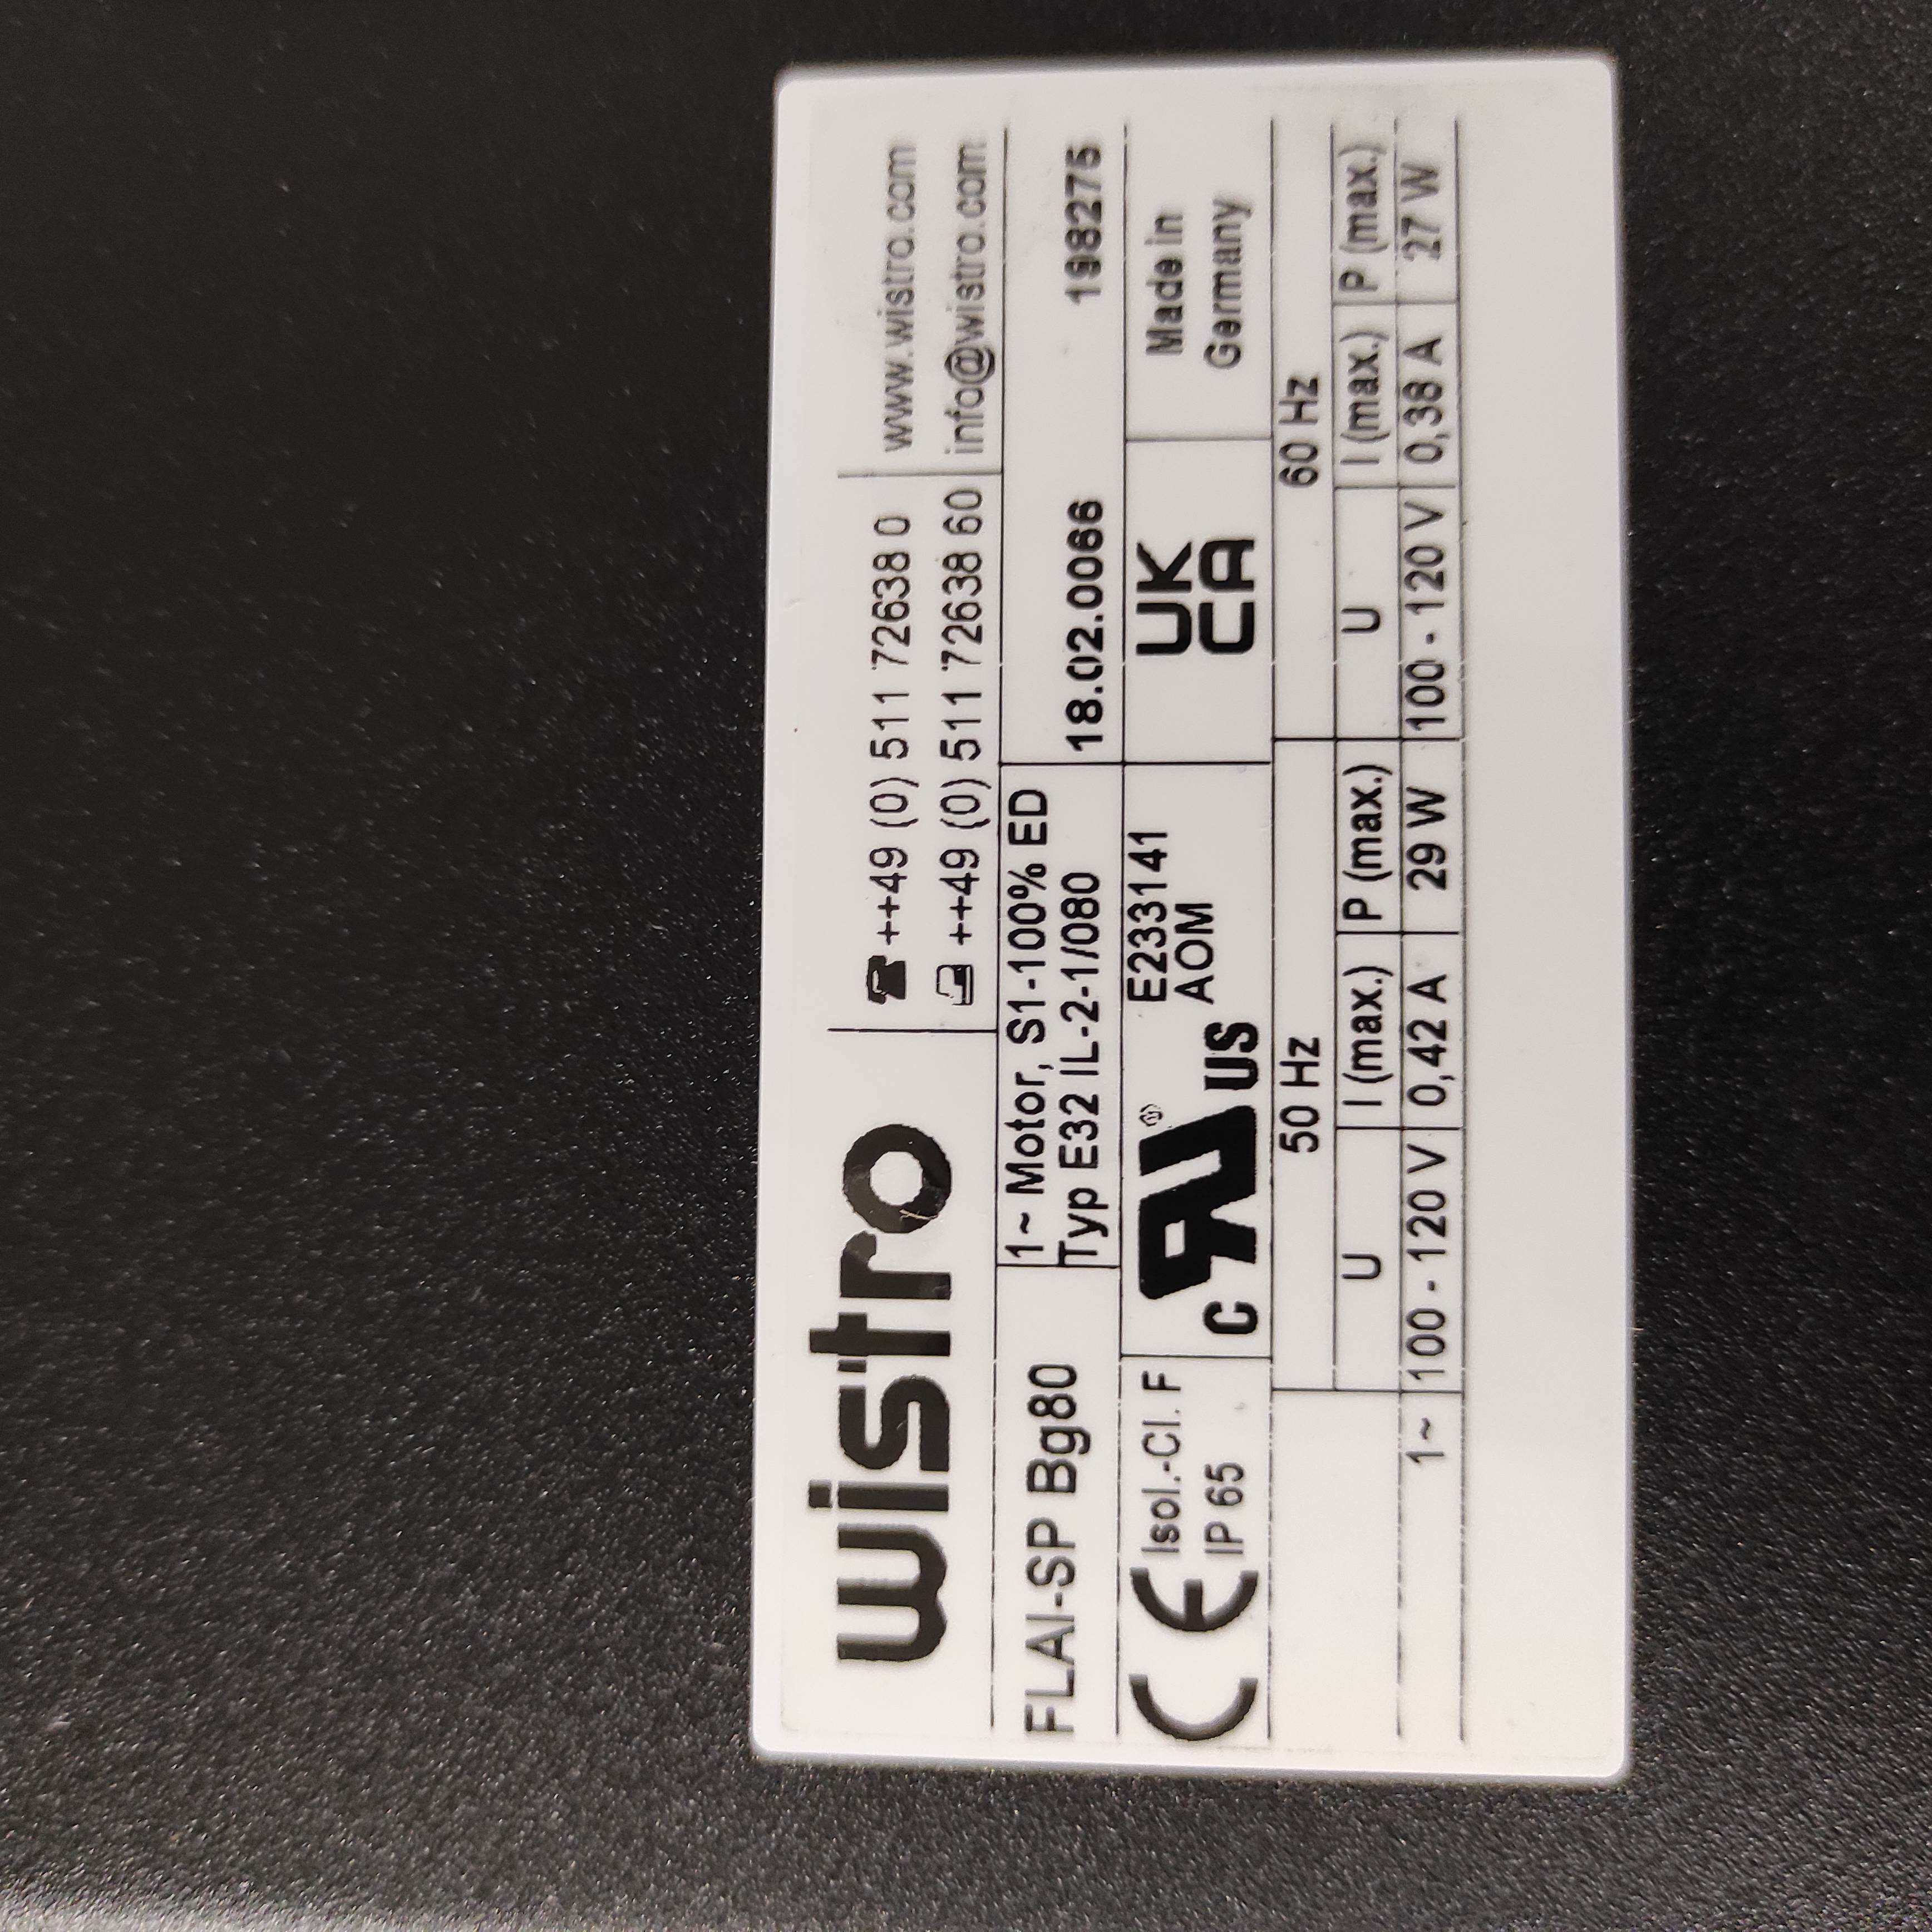 wistro
++49 (0) 511 72638 0
++49 (0) 511 72638 60
www.wistro.com
info@wistro.com
FLAI-SP Bg80
1~ Motor, S1-100% ED
Typ E32 IL-2-1/080
18.02.0066 198275
CE
Isol.-Cl. F
IP 65
c RU ® US
E233141
AOM
UK
CA
Made in
Germany
50 Hz 60 Hz
U I (max.) P (max.) U I (max.) P (max.)
1~ 100 - 120 V 0,42 A 29 W 100 - 120 V 0,38 A 27 W